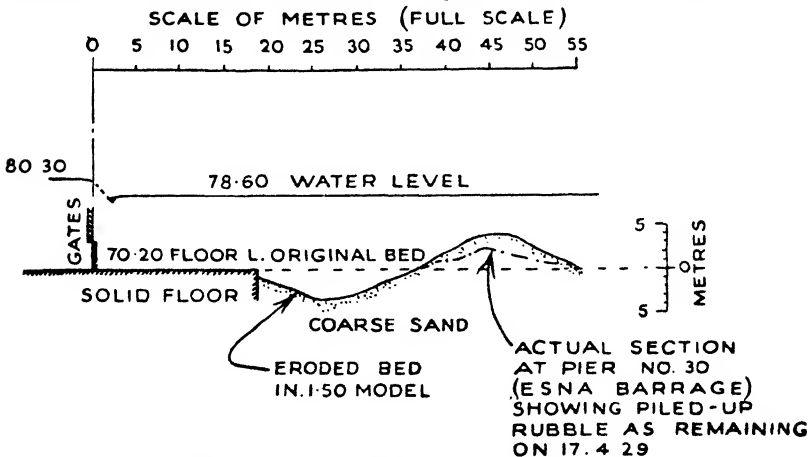 SCALE OF METRES (FULL SCALE)
0 5 10 15 20 25 30 35 40 45 50 55
80 30
78·60 WATER LEVEL
GATES
70·20 FLOOR L. ORIGINAL BED
SOLID FLOOR
COARSE SAND
5
0
5
METRES
ERODED BED
IN.1·50 MODEL
ACTUAL SECTION
AT PIER NO. 30
(ESNA BARRAGE)
SHOWING PILED-UP
RUBBLE AS REMAINING
ON 17.4 29